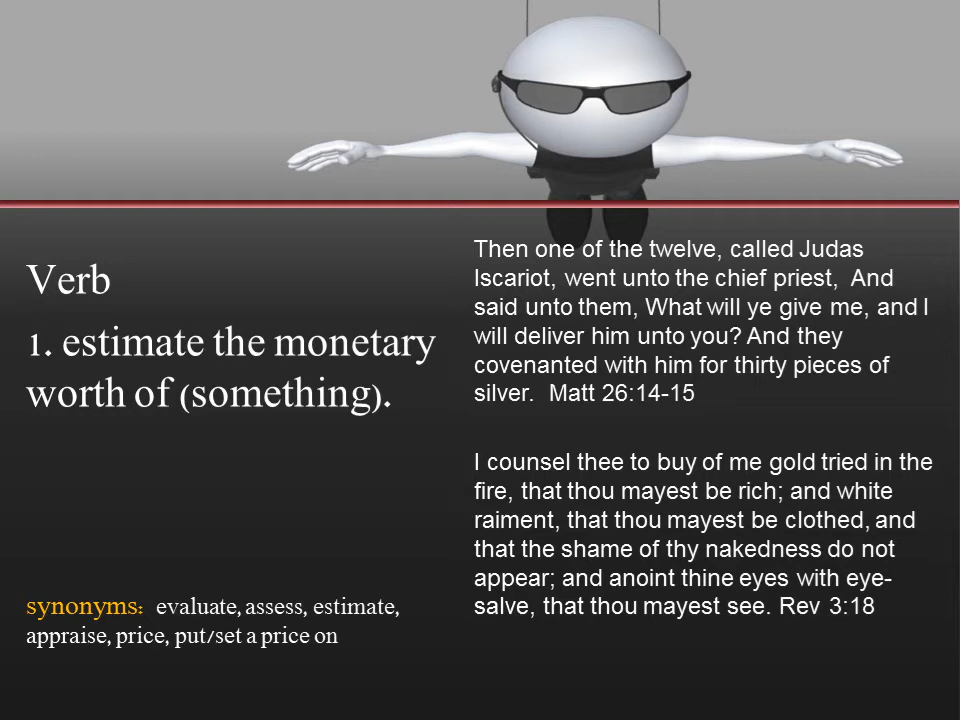 Verb
1. estimate the monetary
worth of (something).
synonyms: evaluate, assess, estimate,
appraise, price, put/set a price on
Then one of the twelve, called Judas
Iscariot, went unto the chief priest, And
said unto them, What will ye give me, and I
will deliver him unto you? And they
covenanted with him for thirty pieces of
silver. Matt 26:14-15
I counsel thee to buy of me gold tried in the
fire, that thou mayest be rich; and white
raiment, that thou mayest be clothed, and
that the shame of thy nakedness do not
appear; and anoint thine eyes with eye-
salve, that thou mayest see. Rev 3:18